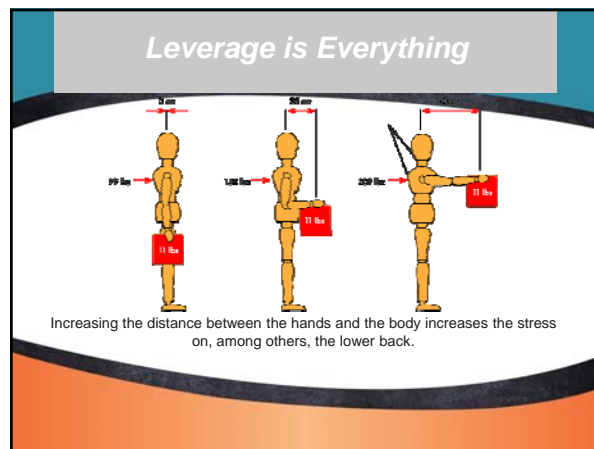 Leverage is Everything
11 lbs
11 lbs
11 lbs
Increasing the distance between the hands and the body increases the stress
on, among others, the lower back.